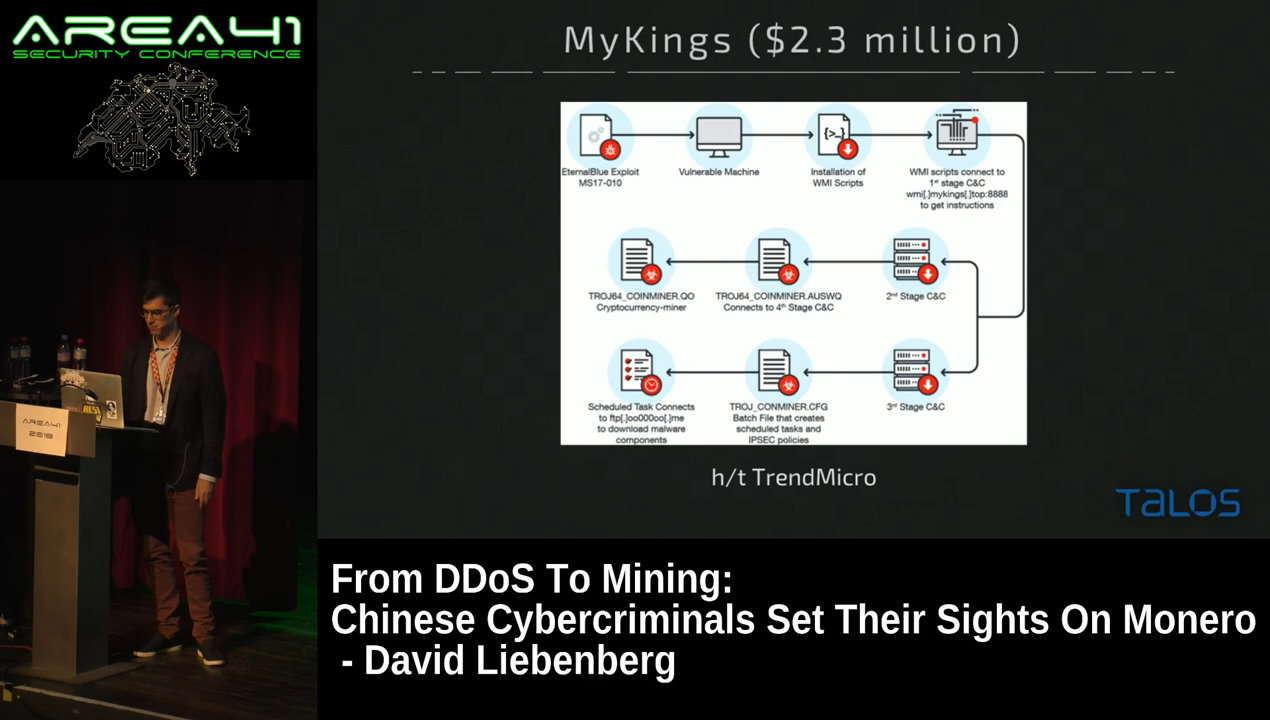 AREA41
SECURITY CONFERENCE
MyKings ($2.3 million)
EternalBlue Exploit
MS17-010
Vulnerable Machine
Installation of
WMI Scripts
WMI scripts connect to
1st stage C&C
wmi[.]mykings[.]top:8888
to get instructions
TROJ64_COINMINER.QO
Cryptocurrency-miner
TROJ64_COINMINER.AUSWQ
Connects to 4th Stage C&C
2nd Stage C&C
Scheduled Task Connects
to ftp[.]oo000oo[.]me
to download malware
components
TROJ_CONMINER.CFG
Batch File that creates
scheduled tasks and
IPSEC policies
3rd Stage C&C
h/t TrendMicro
TALOS
AREA41
2018
From DDoS To Mining:
Chinese Cybercriminals Set Their Sights On Monero
- David Liebenberg